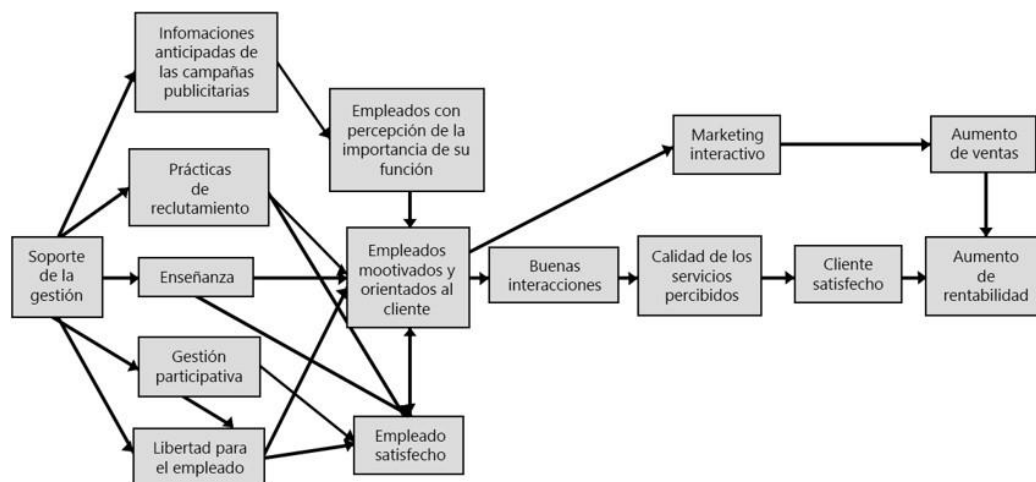 Infomaciones
anticipadas de
las campañas
publicitarias
Empleados con
percepción de la
importancia de su
función
Marketing
interactivo
Aumento
de ventas
Prácticas
de
reclutamiento
Soporte
de la
gestión
Enseñanza
Empleados
mootivados y
orientados al
cliente
Buenas
interacciones
Calidad de los
servicios
percibidos
Cliente
satisfecho
Aumento
de
rentabilidad
Gestión
participativa
Libertad para
el empleado
Empleado
satisfecho